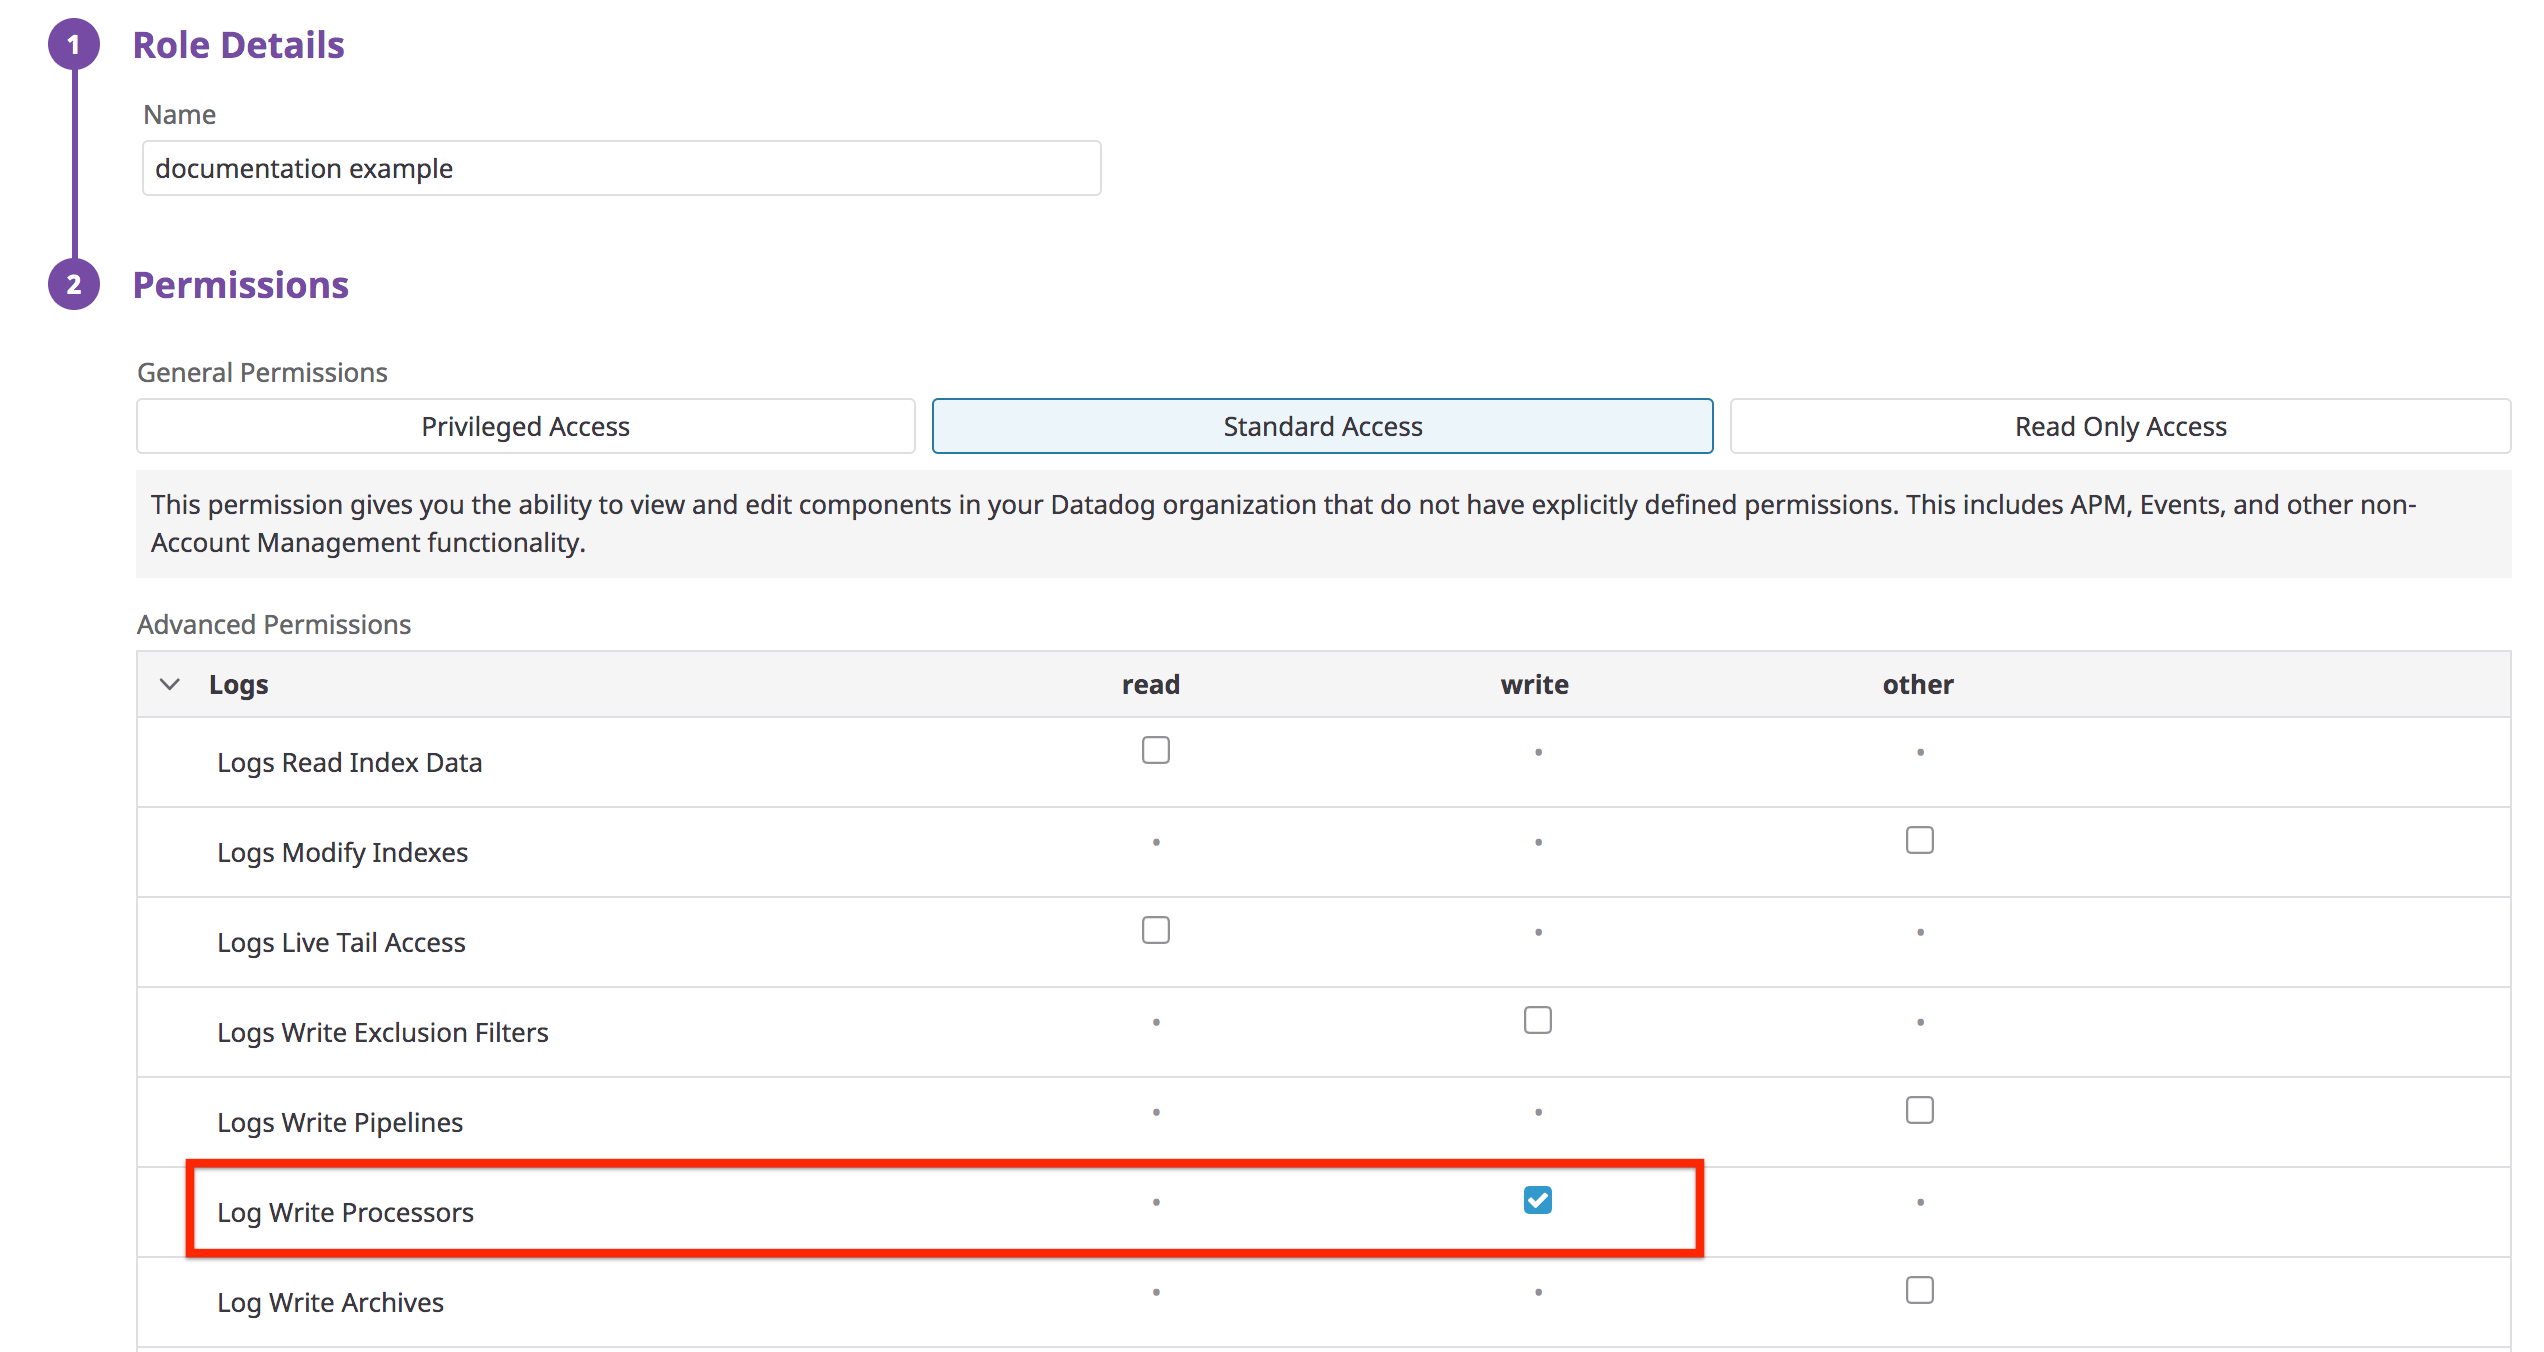 1 Role Details
Name
documentation example
2 Permissions
General Permissions
Privileged Access Standard Access Read Only Access
This permission gives you the ability to view and edit components in your Datadog organization that do not have explicitly defined permissions. This includes APM, Events, and other non-
Account Management functionality.
Advanced Permissions
Logs read write other
Logs Read Index Data
Logs Modify Indexes
Logs Live Tail Access
Logs Write Exclusion Filters
Logs Write Pipelines
Log Write Processors
Log Write Archives